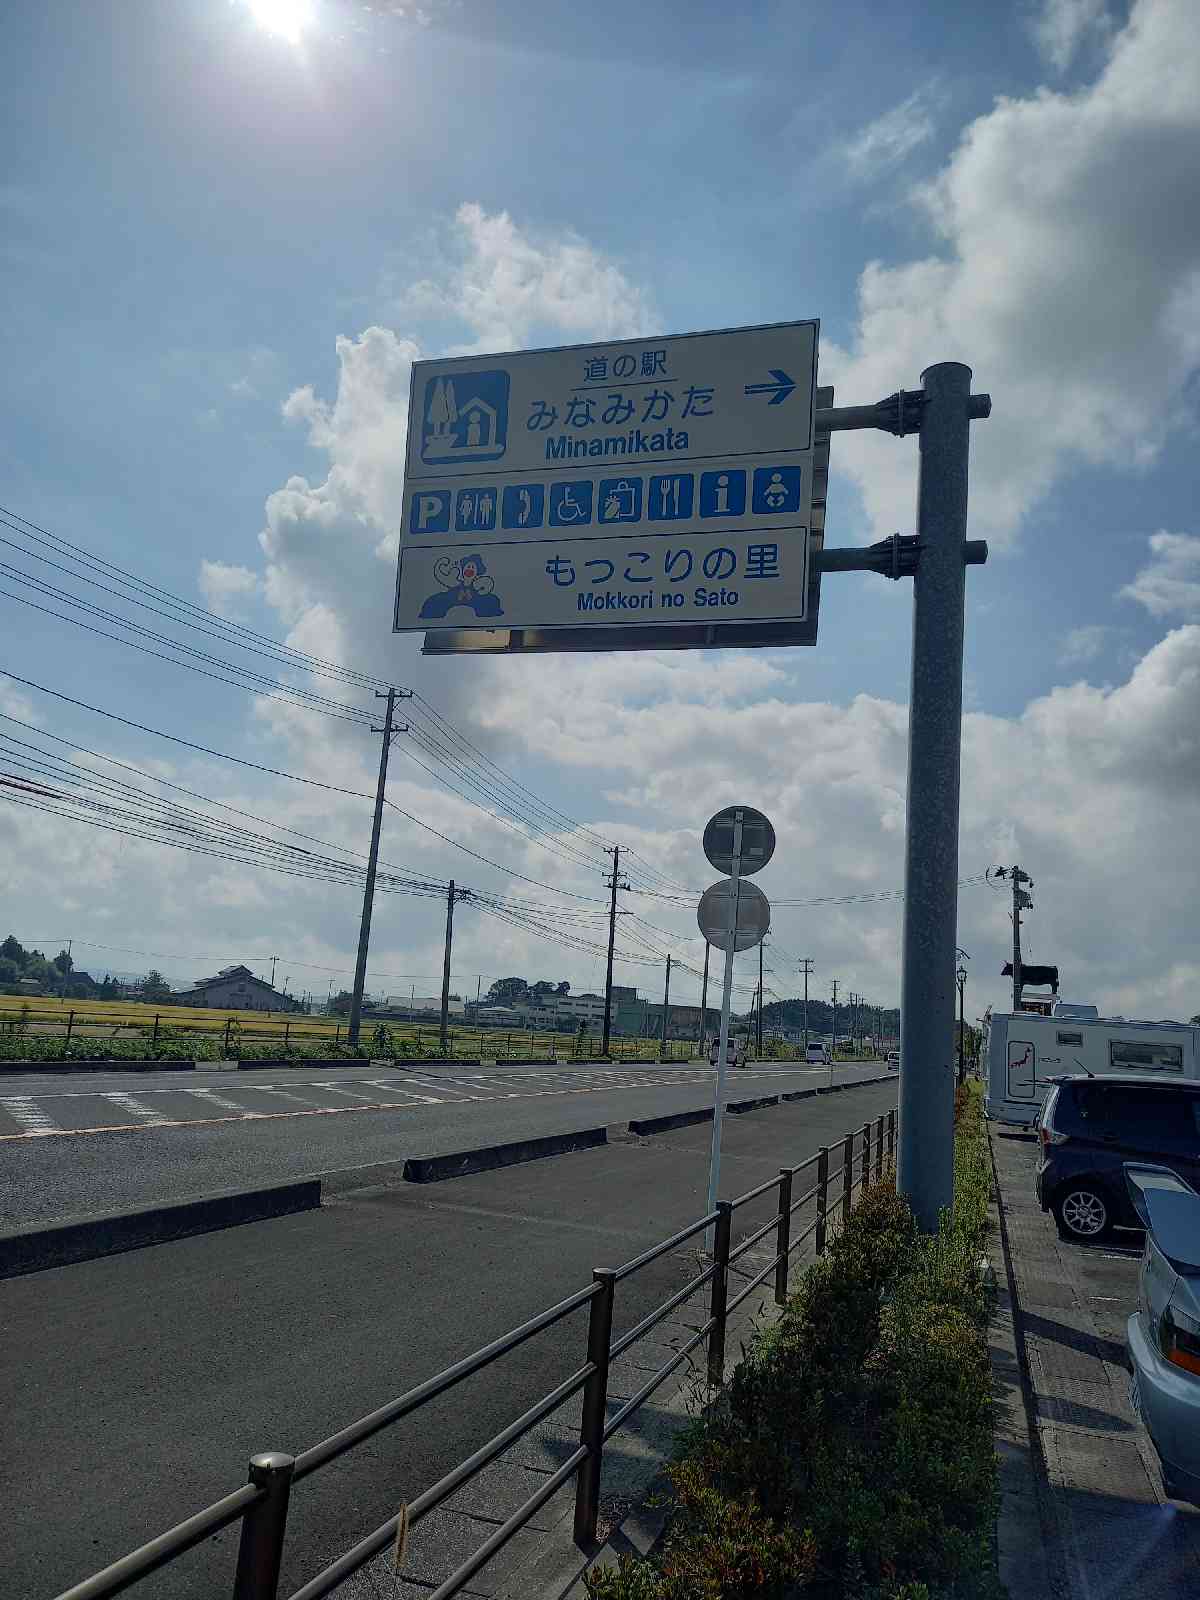 道の駅
みなみかた
Minamikata
P
i
もっこりの里
Mokkori no Sato